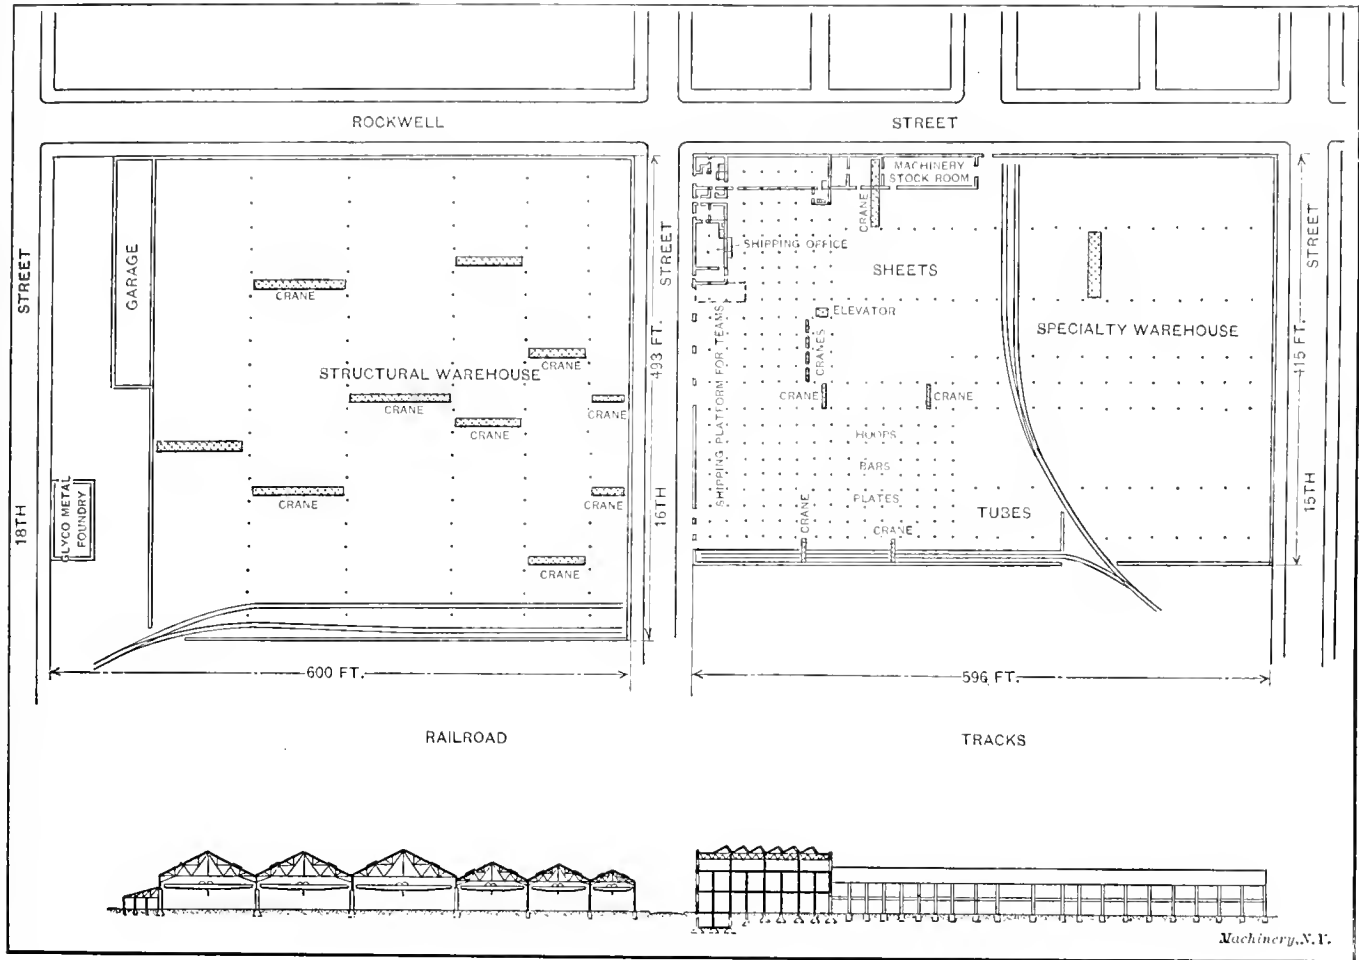 ROCKWELL
STREET
STREET
18TH
GARAGE
GLYCO METAL
FOUNDRY
CRANE
STRUCTURAL WAREHOUSE
CRANE
CRANE
CRANE
CRANE
CRANE
CRANE
CRANE
493 FT.
600 FT.
STREET
16TH
MACHINERY
STOCK ROOM
CRANE
SHIPPING OFFICE
SHEETS
ELEVATOR
CRANES
SHIPPING PLATFORM FOR TEAMS
CRANE
CRANE
HOOPS
BARS
PLATES
TUBES
CRANE
CRANE
SPECIALTY WAREHOUSE
415 FT.
596 FT.
STREET
15TH
RAILROAD
TRACKS
Machinery, N.Y.